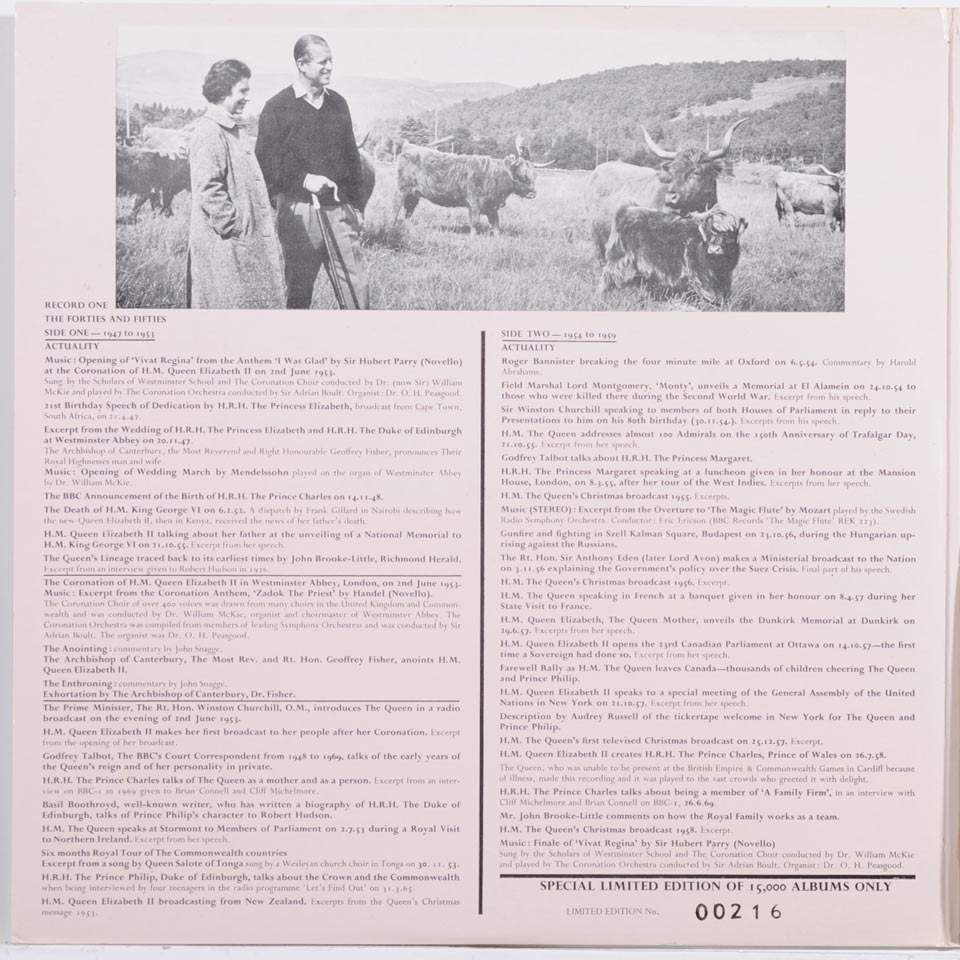 RECORD ONE
THE FORTIES AND FIFTIES
SIDE ONE — 1947 to 1953
ACTUALITY
Music: Opening of 'Vivat Regina' from the Anthem 'I Was Glad' by Sir Hubert Parry (Novello)
at the Coronation of H.M. Queen Elizabeth II on 2nd June 1953.
Sung by the Scholars of Westminster School and The Coronation Choir conducted by Dr. (now Sir) William
McKie and played by The Coronation Orchestra conducted by Sir Adrian Boult. Organist: Dr. O. H. Peasgood.
21st Birthday Speech of Dedication by H.R.H. The Princess Elizabeth, broadcast from Cape Town,
South Africa, on 21.4.47.
Excerpt from the Wedding of H.R.H. The Princess Elizabeth and H.R.H. The Duke of Edinburgh
at Westminster Abbey on 20.11.47.
The Archbishop of Canterbury, the Most Reverend and Right Honourable Geoffrey Fisher, pronounces Their
Royal Highnesses man and wife.
Music: Opening of Wedding March by Mendelssohn played on the organ of Westminster Abbey
by Dr. William McKie.
The BBC Announcement of the Birth of H.R.H. The Prince Charles on 14.11.48.
The Death of H.M. King George VI on 6.2.52. A dispatch by Frank Gillard in Nairobi describing how
the new Queen Elizabeth II, then in Kenya, received the news of her father's death.
H.M. Queen Elizabeth II talking about her father at the unveiling of a National Memorial to
H.M. King George VI on 21.10.55. Excerpt from her speech.
The Queen's Lineage traced back to its earliest times by John Brooke-Little, Richmond Herald.
Excerpt from an interview given to Robert Hudson in 1976.
The Coronation of H.M. Queen Elizabeth II in Westminster Abbey, London, on 2nd June 1953.
Music: Excerpt from the Coronation Anthem, 'Zadok The Priest' by Handel (Novello).
The Coronation Choir of over 400 voices was drawn from many choirs in the United Kingdom and Common-
wealth and was conducted by Dr. William McKie, organist and choirmaster of Westminster Abbey. The
Coronation Orchestra was compiled from members of leading Symphony Orchestras and was conducted by Sir
Adrian Boult. The organist was Dr. O. H. Peasgood.
The Anointing: commentary by John Snagge.
The Archbishop of Canterbury, The Most Rev. and Rt. Hon. Geoffrey Fisher, anoints H.M.
Queen Elizabeth II.
The Enthroning: commentary by John Snagge.
Exhortation by The Archbishop of Canterbury, Dr. Fisher.
The Prime Minister, The Rt. Hon. Winston Churchill, O.M., introduces The Queen in a radio
broadcast on the evening of 2nd June 1953.
H.M. Queen Elizabeth II makes her first broadcast to her people after her Coronation. Excerpt
from the opening of her broadcast.
Godfrey Talbot, The BBC's Court Correspondent from 1948 to 1969, talks of the early years of
the Queen's reign and of her personality in private.
H.R.H. The Prince Charles talks of The Queen as a mother and as a person. Excerpt from an inter-
view on BBC-1 in 1969 given to Brian Connell and Cliff Michelmore.
Basil Boothroyd, well-known writer, who has written a biography of H.R.H. The Duke of
Edinburgh, talks of Prince Philip's character to Robert Hudson.
H.M. The Queen speaks at Stormont to Members of Parliament on 2.7.53 during a Royal Visit
to Northern Ireland. Excerpt from her speech.
Six months Royal Tour of The Commonwealth countries
Excerpt from a song by Queen Salote of Tonga sung by a Wesleyan church choir in Tonga on 30. 11. 53.
H.R.H. The Prince Philip, Duke of Edinburgh, talks about the Crown and the Commonwealth
when being interviewed by four teenagers in the radio programme 'Let's Find Out' on 31.3.65.
H.M. Queen Elizabeth II broadcasting from New Zealand. Excerpts from the Queen's Christmas
message 1953.
SIDE TWO — 1954 to 1959
ACTUALITY
Roger Bannister breaking the four minute mile at Oxford on 6.5.54. Commentary by Harold
Abrahams.
Field Marshal Lord Montgomery, 'Monty', unveils a Memorial at El Alamein on 24.10.54 to
those who were killed there during the Second World War. Excerpt from his speech.
Sir Winston Churchill speaking to members of both Houses of Parliament in reply to their
Presentations to him on his 80th birthday (30.11.54.). Excerpts from his speech.
H.M. The Queen addresses almost 100 Admirals on the 150th Anniversary of Trafalgar Day,
21.10.55. Excerpt from her speech.
Godfrey Talbot talks about H.R.H. The Princess Margaret.
H.R.H. The Princess Margaret speaking at a luncheon given in her honour at the Mansion
House, London, on 8.3.55, after her tour of the West Indies. Excerpts from her speech.
H.M. The Queen's Christmas broadcast 1955. Excerpts.
Music (STEREO): Excerpt from the Overture to 'The Magic Flute' by Mozart played by the Swedish
Radio Symphony Orchestra. Conductor: Eric Ericson (BBC Records 'The Magic Flute' REK 223).
Gunfire and fighting in Szell Kalman Square, Budapest on 23.10.56, during the Hungarian up-
rising against the Russians.
The Rt. Hon. Sir Anthony Eden (later Lord Avon) makes a Ministerial broadcast to the Nation
on 3.11.56 explaining the Government's policy over the Suez Crisis. Final part of his speech.
H.M. The Queen's Christmas broadcast 1956. Excerpt.
H.M. The Queen speaking in French at a banquet given in her honour on 8.4.57 during her
State Visit to France.
H.M. Queen Elizabeth, The Queen Mother, unveils the Dunkirk Memorial at Dunkirk on
29.6.57. Excerpts from her speech.
H.M. Queen Elizabeth II opens the 23rd Canadian Parliament at Ottawa on 14.10.57—the first
time a Sovereign had done so. Excerpt from her speech.
Farewell Rally as H.M. The Queen leaves Canada—thousands of children cheering The Queen
and Prince Philip.
H.M. Queen Elizabeth II speaks to a special meeting of the General Assembly of the United
Nations in New York on 21.10.57. Excerpt from her speech.
Description by Audrey Russell of the tickertape welcome in New York for The Queen and
Prince Philip.
H.M. The Queen's first televised Christmas broadcast on 25.12.57. Excerpt.
H.M. Queen Elizabeth II creates H.R.H. The Prince Charles, Prince of Wales on 26.7.58.
The Queen, who was unable to be present at the British Empire & Commonwealth Games in Cardiff because
of illness, made this recording and it was played to the vast crowds who greeted it with delight.
H.R.H. The Prince Charles talks about being a member of 'A Family Firm', in an interview with
Cliff Michelmore and Brian Connell on BBC-1, 26.6.69.
Mr. John Brooke-Little comments on how the Royal Family works as a team.
H.M. The Queen's Christmas broadcast 1958. Excerpt.
Music: Finale of 'Vivat Regina' by Sir Hubert Parry (Novello)
Sung by the Scholars of Westminster School and The Coronation Choir conducted by Dr. William McKie
and played by The Coronation Orchestra conducted by Sir Adrian Boult. Organist: Dr. O. H. Peasgood.
SPECIAL LIMITED EDITION OF 15,000 ALBUMS ONLY
LIMITED EDITION No. 00216